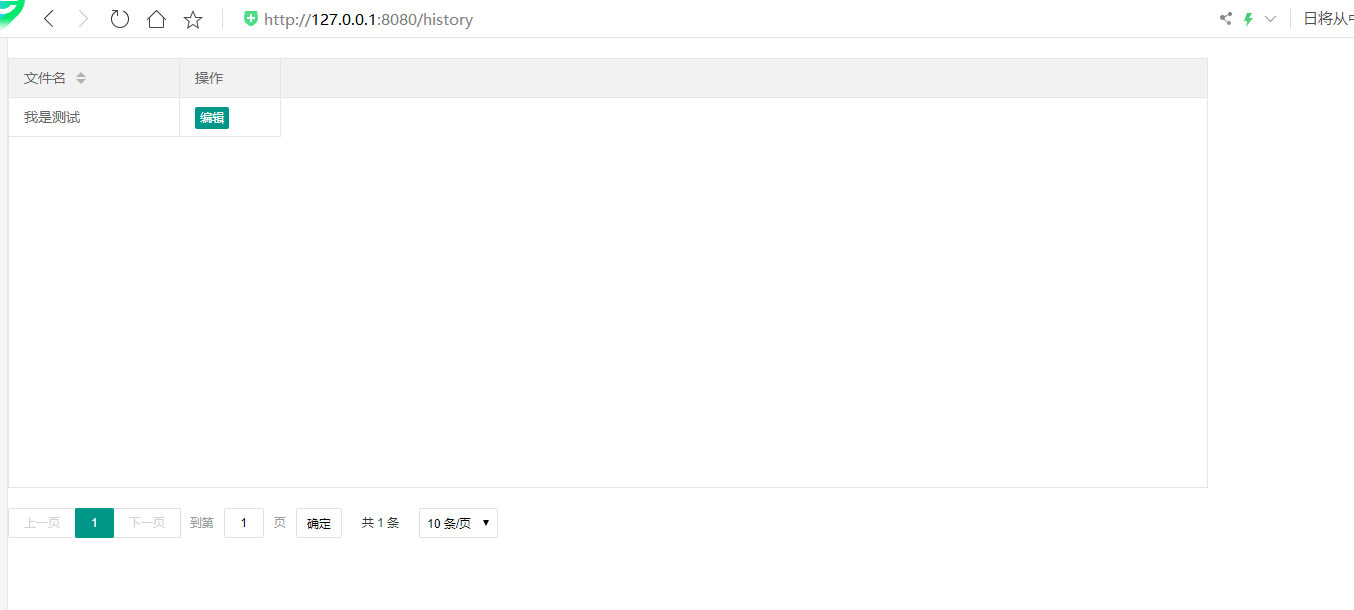 http://127.0.0.1:8080/history
日将从
文件名 操作
我是测试 编辑
上一页 1 下一页 到第 1 页 确定 共 1 条 10 条/页